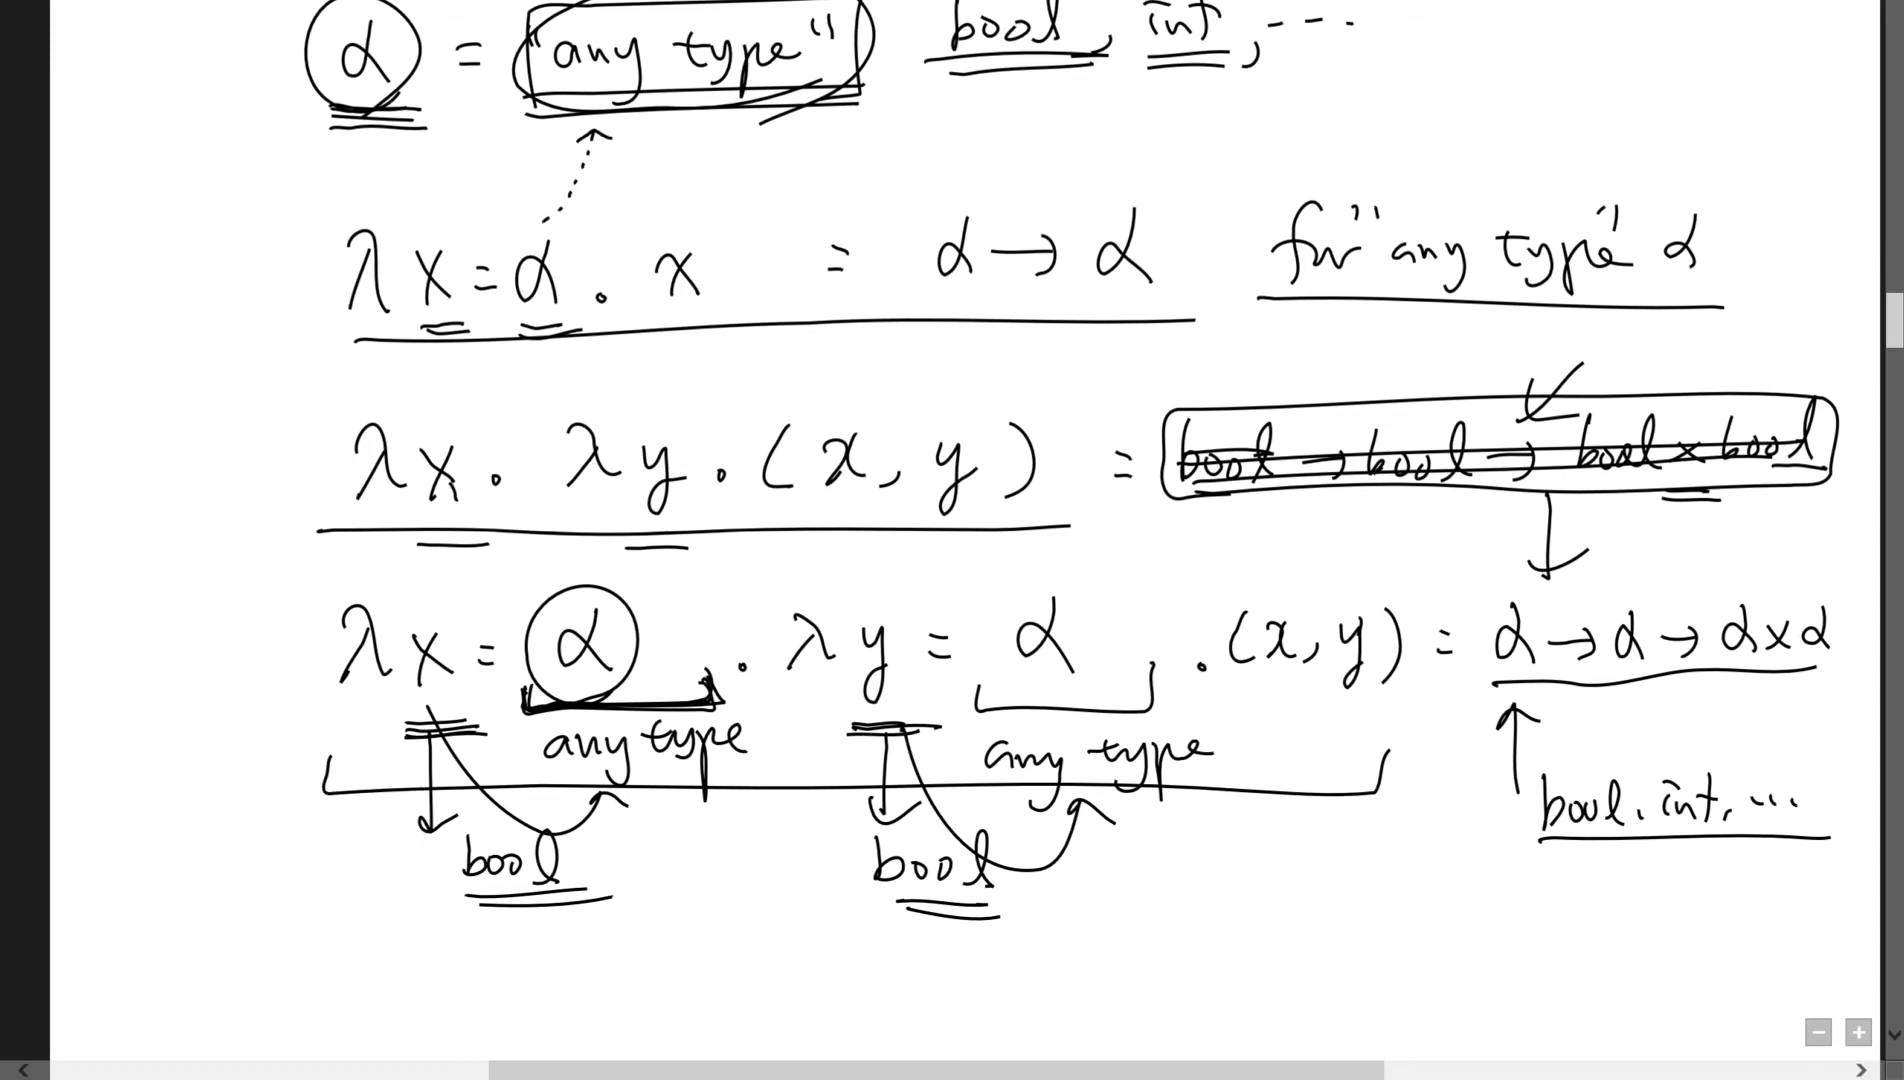 α = "any type" bool, int, ---.
λx = α . x = α → α for "any type" α
λx . λy . (x, y) = bool → bool → bool × bool
λx = α . λy = α . (x, y) = α → α → α × α
any type any type
bool bool bool, int, ...